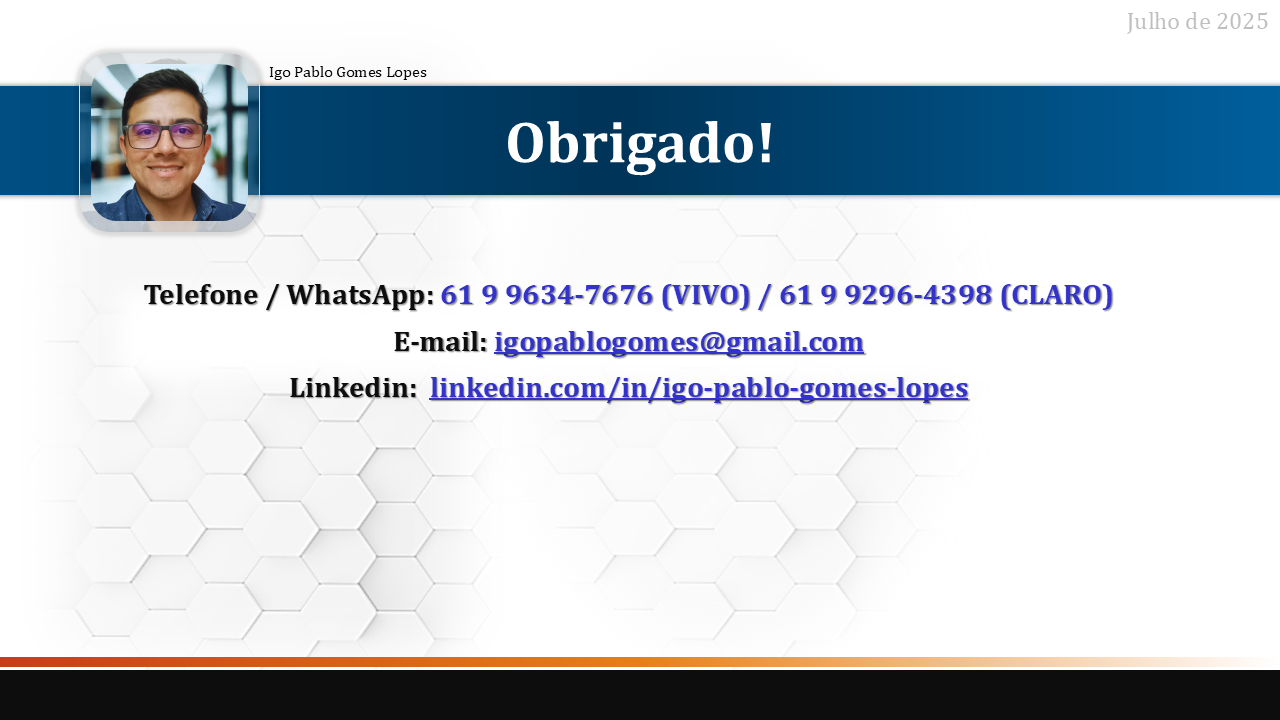 Julho de 2025
Igo Pablo Gomes Lopes
Obrigado!
Telefone / WhatsApp: 61 9 9634-7676 (VIVO) / 61 9 9296-4398 (CLARO)
E-mail: igopablogomes@gmail.com
Linkedin: linkedin.com/in/igo-pablo-gomes-lopes